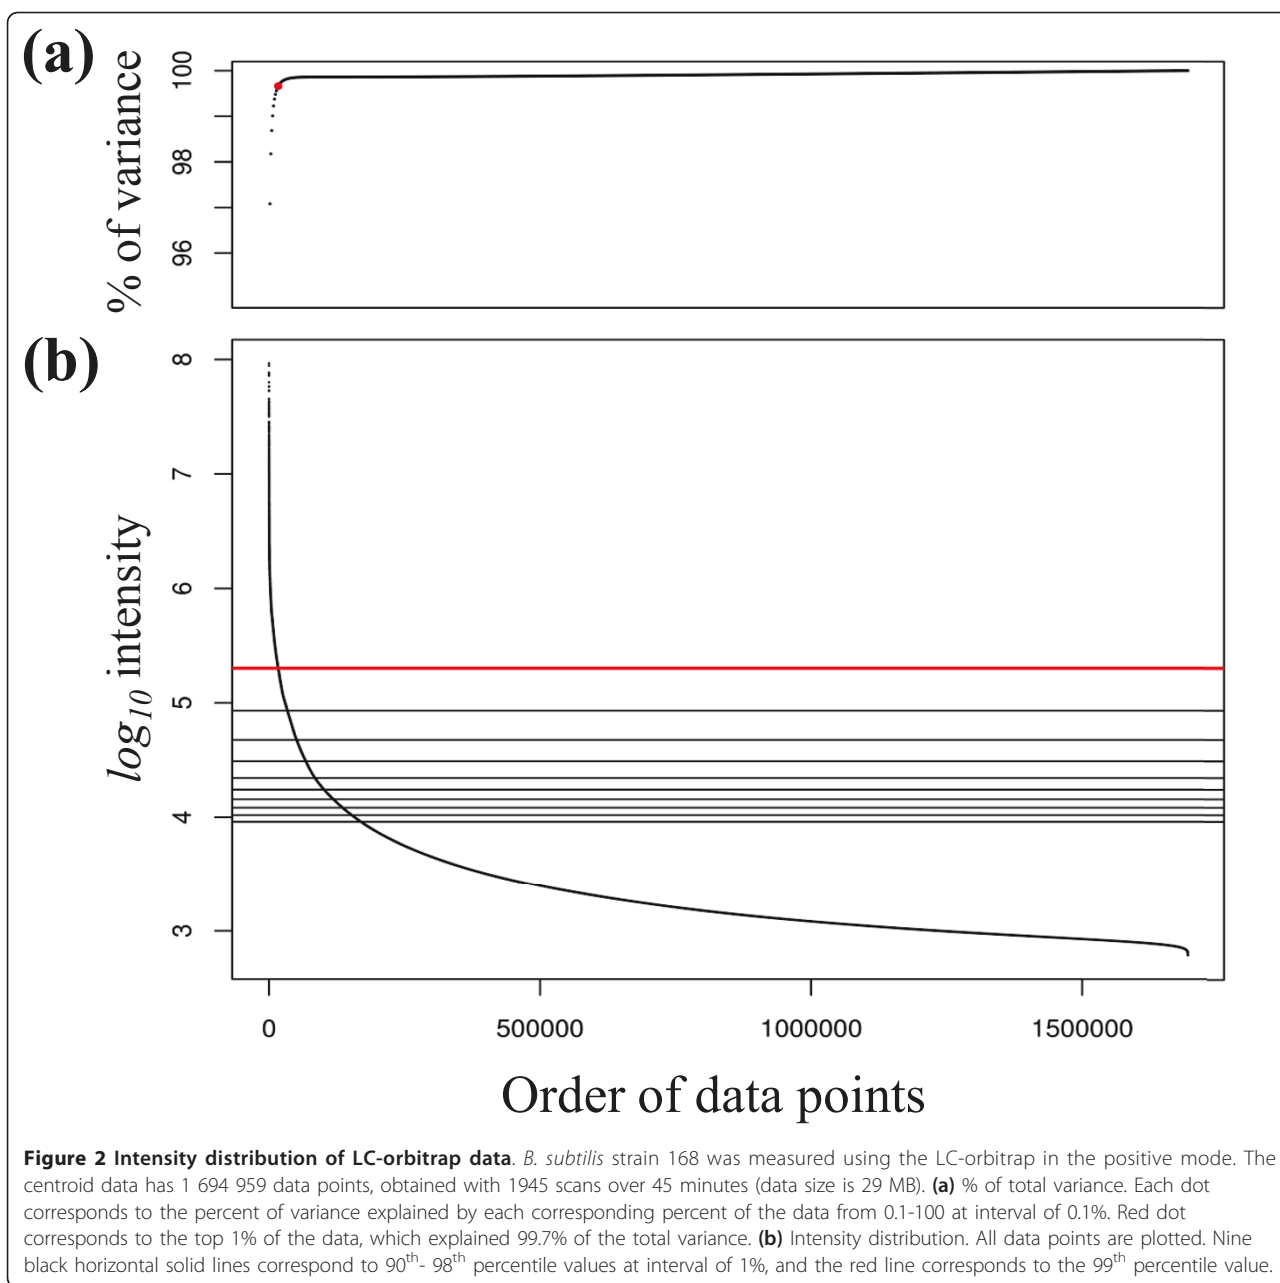 (a)
% of variance
100
98
96
(b)
log10 intensity
8
7
6
5
4
3
0 500000 1000000 1500000
Order of data points
Figure 2 Intensity distribution of LC-orbitrap data. B. subtilis strain 168 was measured using the LC-orbitrap in the positive mode. The
centroid data has 1 694 959 data points, obtained with 1945 scans over 45 minutes (data size is 29 MB). (a) % of total variance. Each dot
corresponds to the percent of variance explained by each corresponding percent of the data from 0.1-100 at interval of 0.1%. Red dot
corresponds to the top 1% of the data, which explained 99.7% of the total variance. (b) Intensity distribution. All data points are plotted. Nine
black horizontal solid lines correspond to 90th- 98th percentile values at interval of 1%, and the red line corresponds to the 99th percentile value.